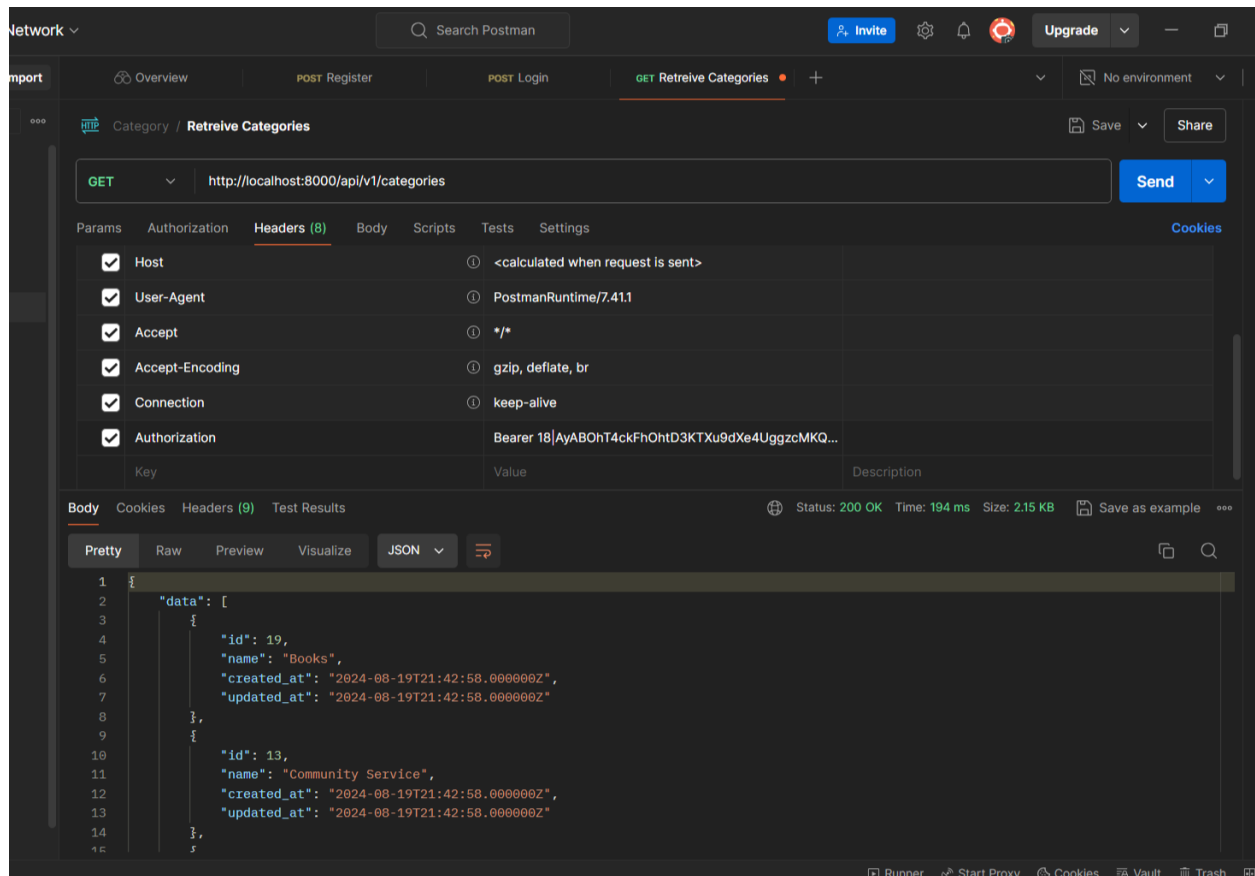 Network
Search Postman
Invite
Upgrade
Import
Overview
POST Register
POST Login
GET Retreive Categories
No environment
HTTP Category / Retreive Categories
Save
Share
GET
http://localhost:8000/api/v1/categories
Send
Params Authorization Headers (8) Body Scripts Tests Settings
Cookies
Host <calculated when request is sent>
User-Agent PostmanRuntime/7.41.1
Accept */*
Accept-Encoding gzip, deflate, br
Connection keep-alive
Authorization Bearer 18|AyABOhT4ckFhOhtD3KTXu9dXe4UggzcMKQ...
Key Value Description
Body Cookies Headers (9) Test Results
Status: 200 OK Time: 194 ms Size: 2.15 KB
Save as example
Pretty Raw Preview Visualize JSON
1 {
2 "data": [
3 {
4 "id": 19,
5 "name": "Books",
6 "created_at": "2024-08-19T21:42:58.000000Z",
7 "updated_at": "2024-08-19T21:42:58.000000Z"
8 },
9 {
10 "id": 13,
11 "name": "Community Service",
12 "created_at": "2024-08-19T21:42:58.000000Z",
13 "updated_at": "2024-08-19T21:42:58.000000Z"
14 },
15 {
Runner Start Proxy Cookies Vault Trash